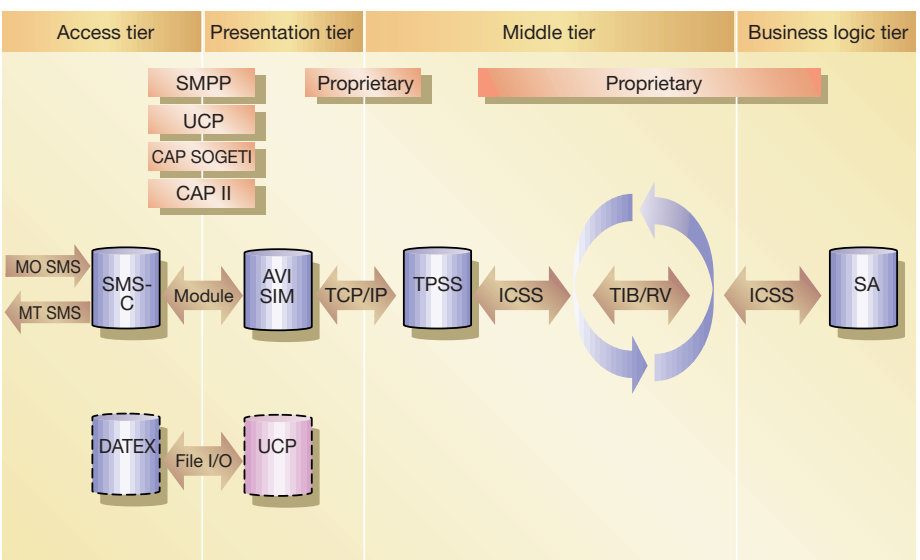 Access tier
Presentation tier
Middle tier
Business logic tier
SMPP
Proprietary
Proprietary
UCP
CAP SOGETI
CAP II
MO SMS
MT SMS
SMS-
C
Module
AVI
SIM
TCP/IP
TPSS
ICSS
TIB/RV
ICSS
SA
DATEX
File I/O
UCP